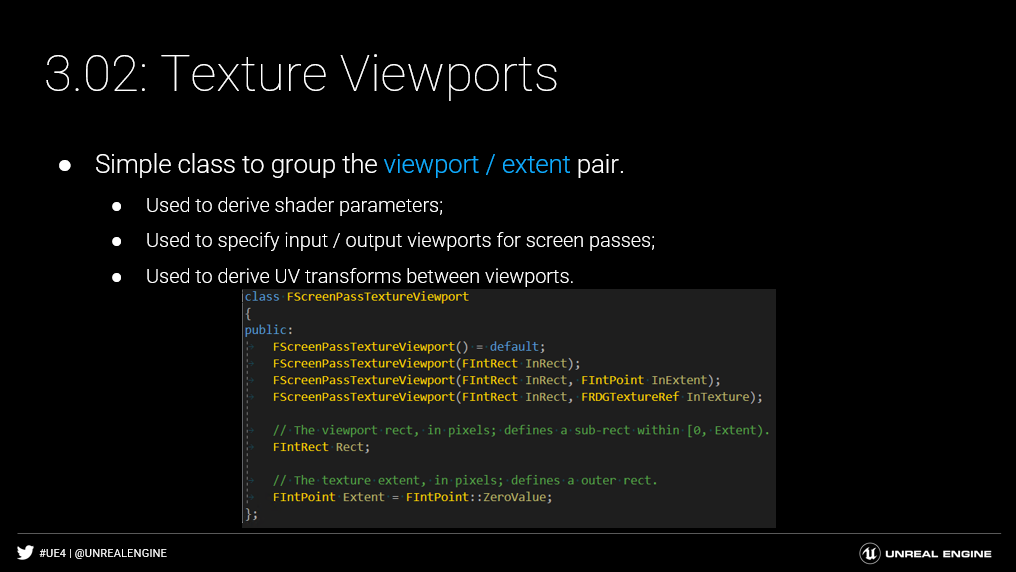 3.02: Texture Viewports
● Simple class to group the viewport / extent pair.
● Used to derive shader parameters;
● Used to specify input / output viewports for screen passes;
● Used to derive UV transforms between viewports.
class FScreenPassTextureViewport
{
public:
FScreenPassTextureViewport() = default;
FScreenPassTextureViewport(FIntRect InRect);
FScreenPassTextureViewport(FIntRect InRect, FIntPoint InExtent);
FScreenPassTextureViewport(FIntRect InRect, FRDGTextureRef InTexture);
// The viewport rect, in pixels; defines a sub-rect within [0, Extent).
FIntRect Rect;
// The texture extent, in pixels; defines a outer rect.
FIntPoint Extent = FIntPoint::ZeroValue;
};
#UE4 | @UNREALENGINE
UNREAL ENGINE